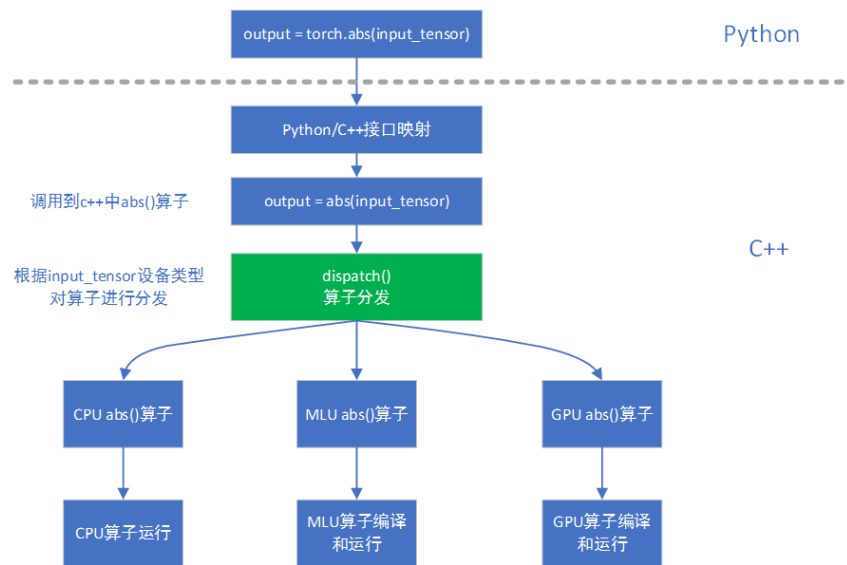 output = torch.abs(input_tensor)
Python
Python/C++接口映射
调用到c++中abs()算子
output = abs(input_tensor)
C++
根据input_tensor设备类型
对算子进行分发
dispatch()
算子分发
CPU abs()算子
MLU abs()算子
GPU abs()算子
CPU算子运行
MLU算子编译
和运行
GPU算子编译
和运行